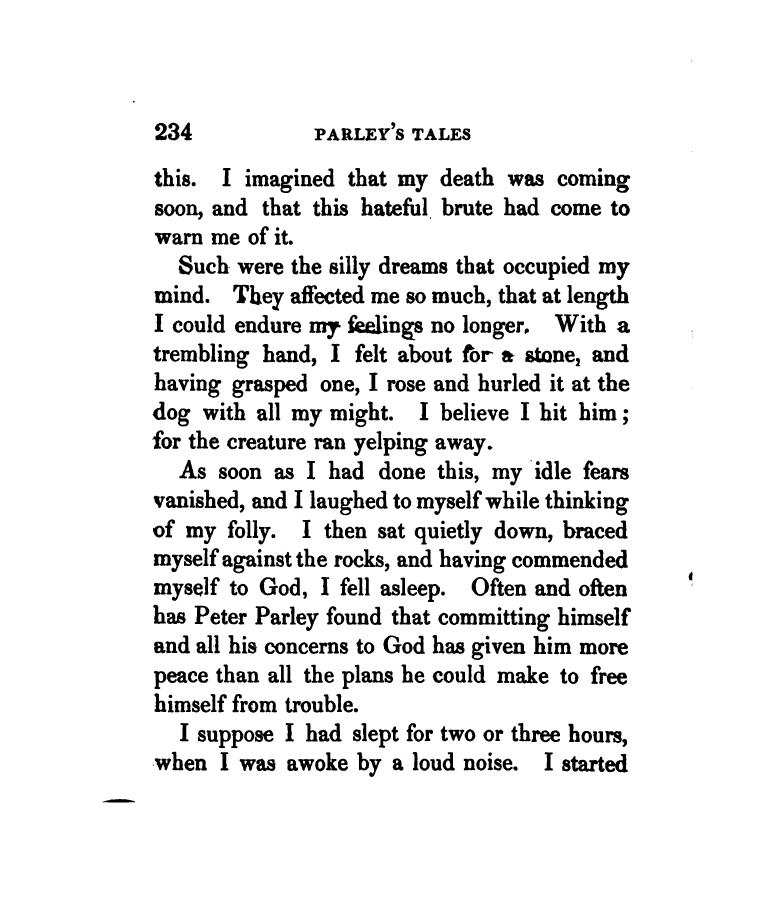 234 PARLEY'S TALES
this. I imagined that my death was coming
soon, and that this hateful brute had come to
warn me of it.
Such were the silly dreams that occupied my
mind. They affected me so much, that at length
I could endure my feelings no longer. With a
trembling hand, I felt about for a stone, and
having grasped one, I rose and hurled it at the
dog with all my might. I believe I hit him;
for the creature ran yelping away.
As soon as I had done this, my idle fears
vanished, and I laughed to myself while thinking
of my folly. I then sat quietly down, braced
myself against the rocks, and having commended
myself to God, I fell asleep. Often and often
has Peter Parley found that committing himself
and all his concerns to God has given him more
peace than all the plans he could make to free
himself from trouble.
I suppose I had slept for two or three hours,
when I was awoke by a loud noise. I started